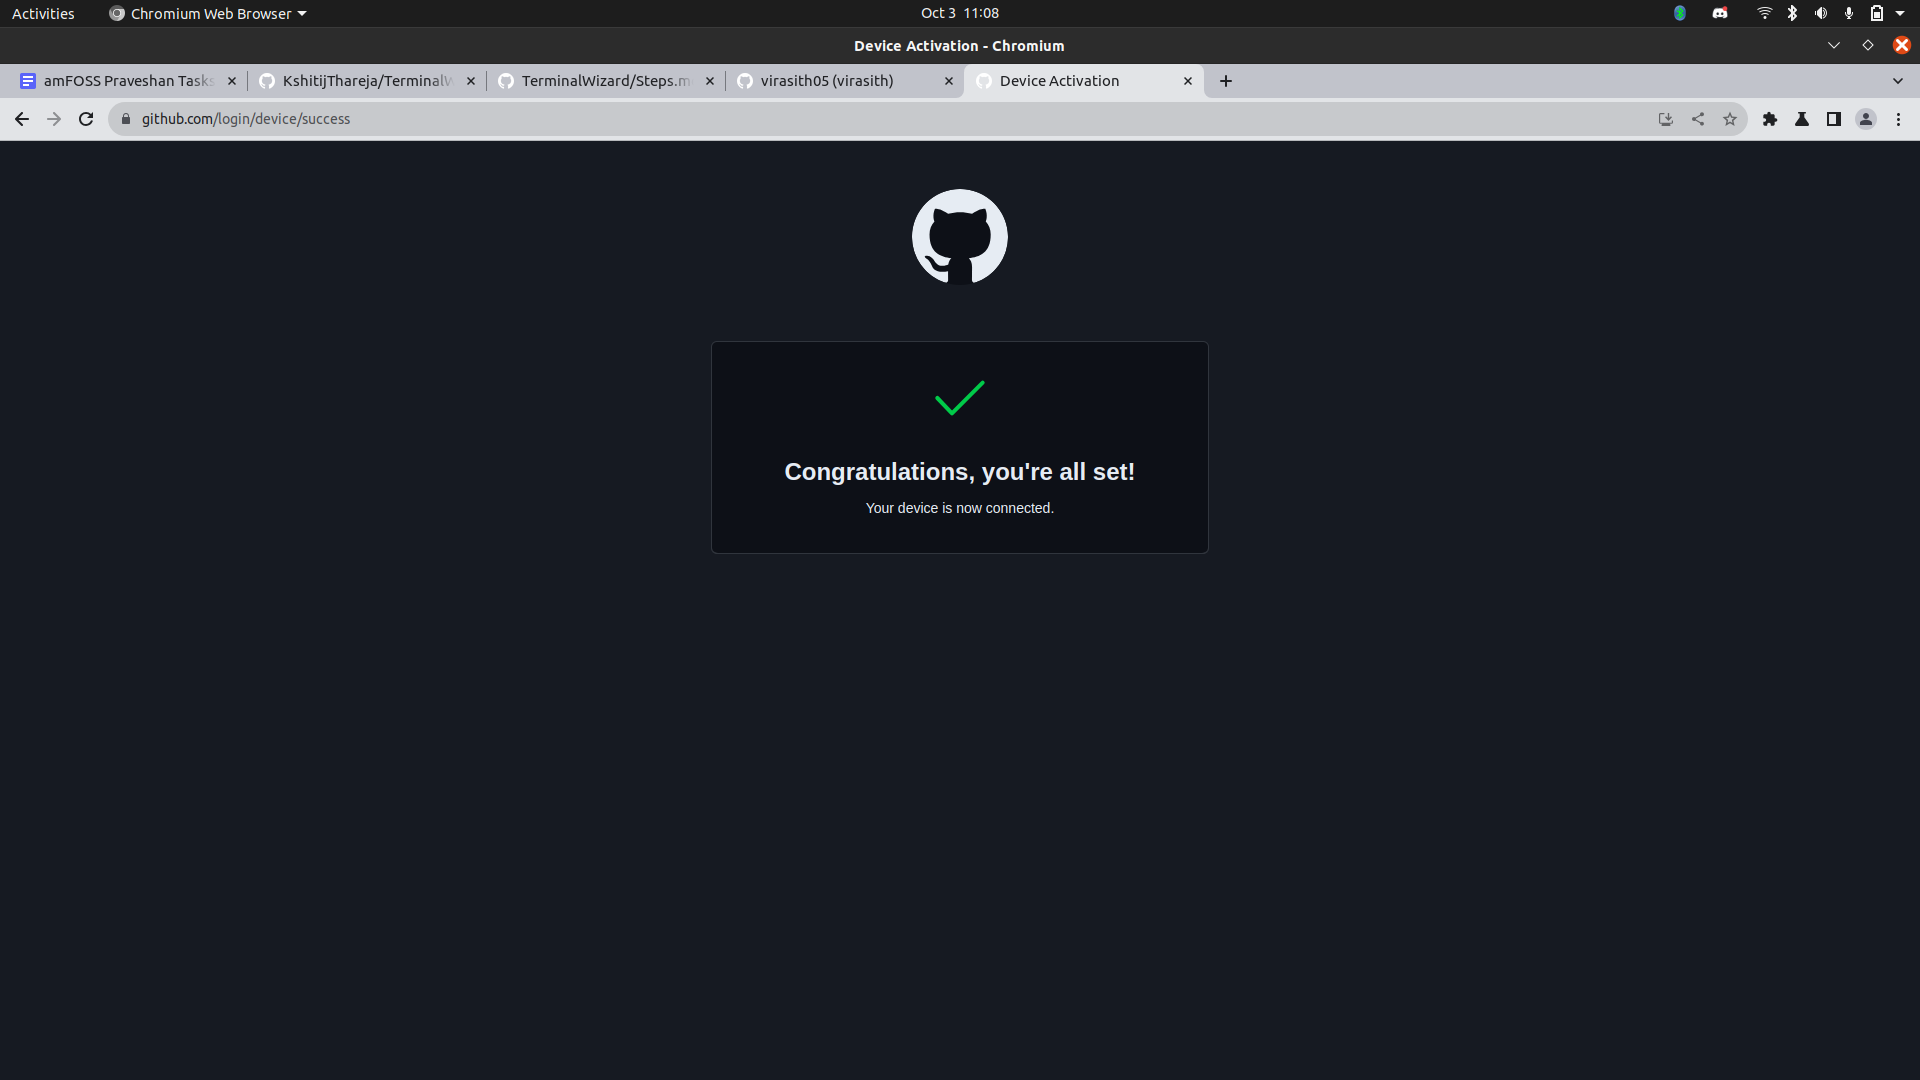 Activities
Chromium Web Browser
Oct 3 11:08
Device Activation - Chromium
amFOSS Praveshan Tasks
KshitijThareja/TerminalW
TerminalWizard/Steps.m
virasith05 (virasith)
Device Activation
github.com/login/device/success
Congratulations, you're all set!
Your device is now connected.